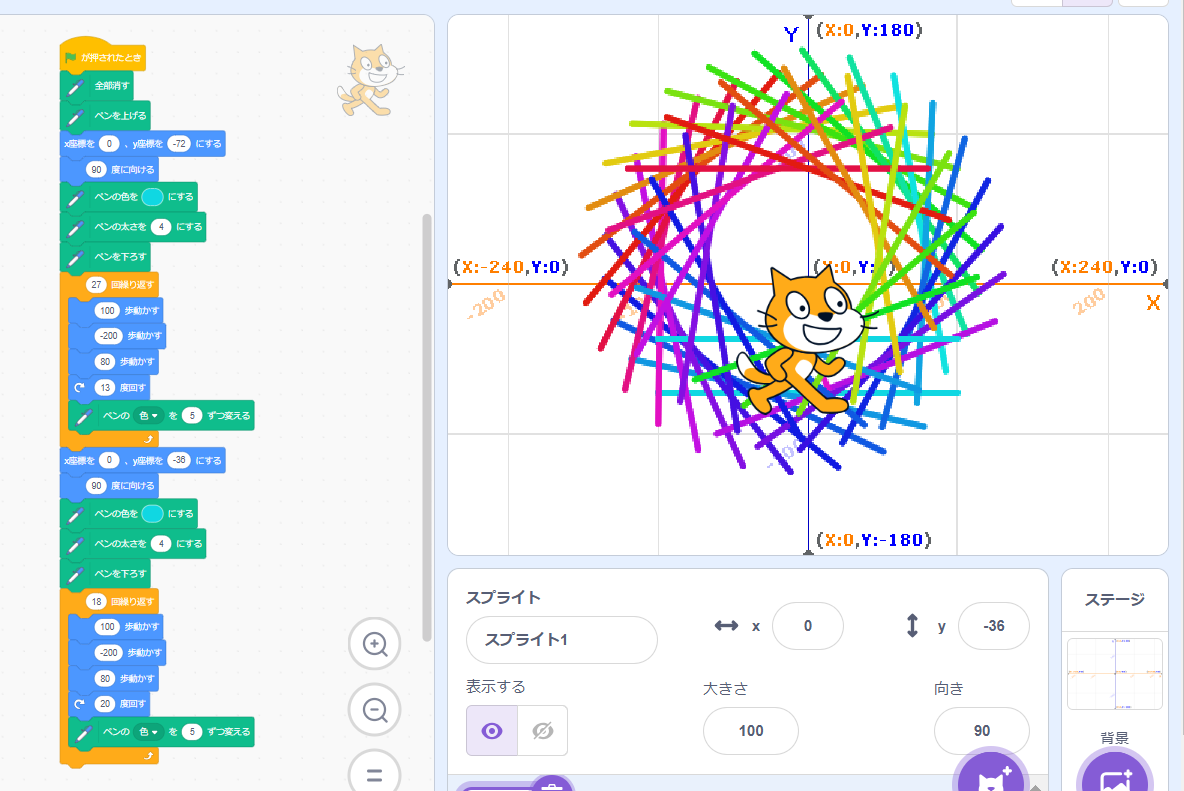 が押されたとき
全部消す
ペンを上げる
x座標を 0 、y座標を -72 にする
90 度に向ける
ペンの色を にする
ペンの太さを 4 にする
ペンを下ろす
27 回繰り返す
100 歩動かす
-200 歩動かす
80 歩動かす
13 度回す
ペンの 色 を 5 ずつ変える
x座標を 0 、y座標を -36 にする
90 度に向ける
ペンの色を にする
ペンの太さを 4 にする
ペンを下ろす
18 回繰り返す
100 歩動かす
-200 歩動かす
80 歩動かす
20 度回す
ペンの 色 を 5 ずつ変える
Y (X:0,Y:180)
(X:-240,Y:0)
(X:240,Y:0)
-200
200
X
(X:0,Y:-180)
スプライト
スプライト1
x 0
y -36
表示する
大きさ
100
向き
90
ステージ
背景